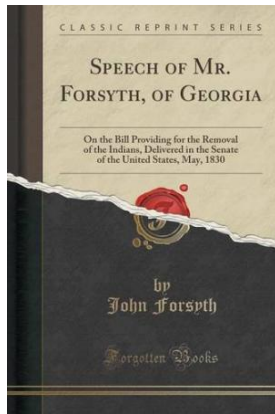 CLASSIC REPRINT SERIES
SPEECH OF MR.
FORSYTH, OF GEORGIA
On the Bill Providing for the Removal
of the Indians, Delivered in the Senate
of the United States, May, 1830
by
John Forsyth
Forgotten Books